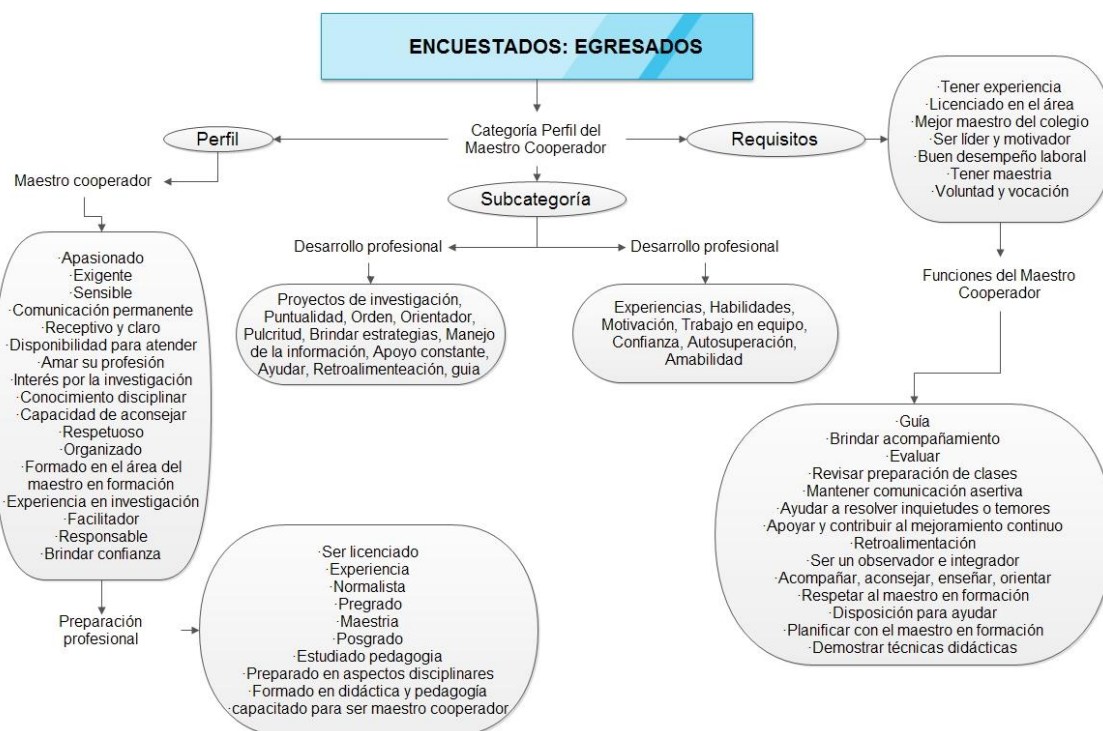 ENCUESTADOS: EGRESADOS
Categoría Perfil del
Maestro Cooperador
Perfil
Maestro cooperador
·Apasionado
·Exigente
·Sensible
·Comunicación permanente
·Receptivo y claro
·Disponibilidad para atender
·Amar su profesión
·Interés por la investigación
·Conocimiento disciplinar
·Capacidad de aconsejar
·Respetuoso
·Organizado
·Formado en el área del
maestro en formación
·Experiencia en investigación
·Facilitador
·Responsable
·Brindar confianza
Preparación
profesional
·Ser licenciado
·Experiencia
·Normalista
·Pregrado
·Maestria
·Posgrado
·Estudiado pedagogia
·Preparado en aspectos disciplinares
·Formado en didáctica y pedagogía
·capacitado para ser maestro cooperador
Subcategoría
Desarrollo profesional
Proyectos de investigación,
Puntualidad, Orden, Orientador,
Pulcritud, Brindar estrategias, Manejo
de la información, Apoyo constante,
Ayudar, Retroalimenteación, guia
Desarrollo profesional
Experiencias, Habilidades,
Motivación, Trabajo en equipo,
Confianza, Autosuperación,
Amabilidad
Requisitos
·Tener experiencia
·Licenciado en el área
·Mejor maestro del colegio
·Ser líder y motivador
·Buen desempeño laboral
·Tener maestria
·Voluntad y vocación
Funciones del Maestro
Cooperador
·Guía
·Brindar acompañamiento
·Evaluar
·Revisar preparación de clases
·Mantener comunicación asertiva
·Ayudar a resolver inquietudes o temores
·Apoyar y contribuir al mejoramiento continuo
·Retroalimentación
·Ser un observador e integrador
·Acompañar, aconsejar, enseñar, orientar
·Respetar al maestro en formación
·Disposición para ayudar
·Planificar con el maestro en formación
·Demostrar técnicas didácticas